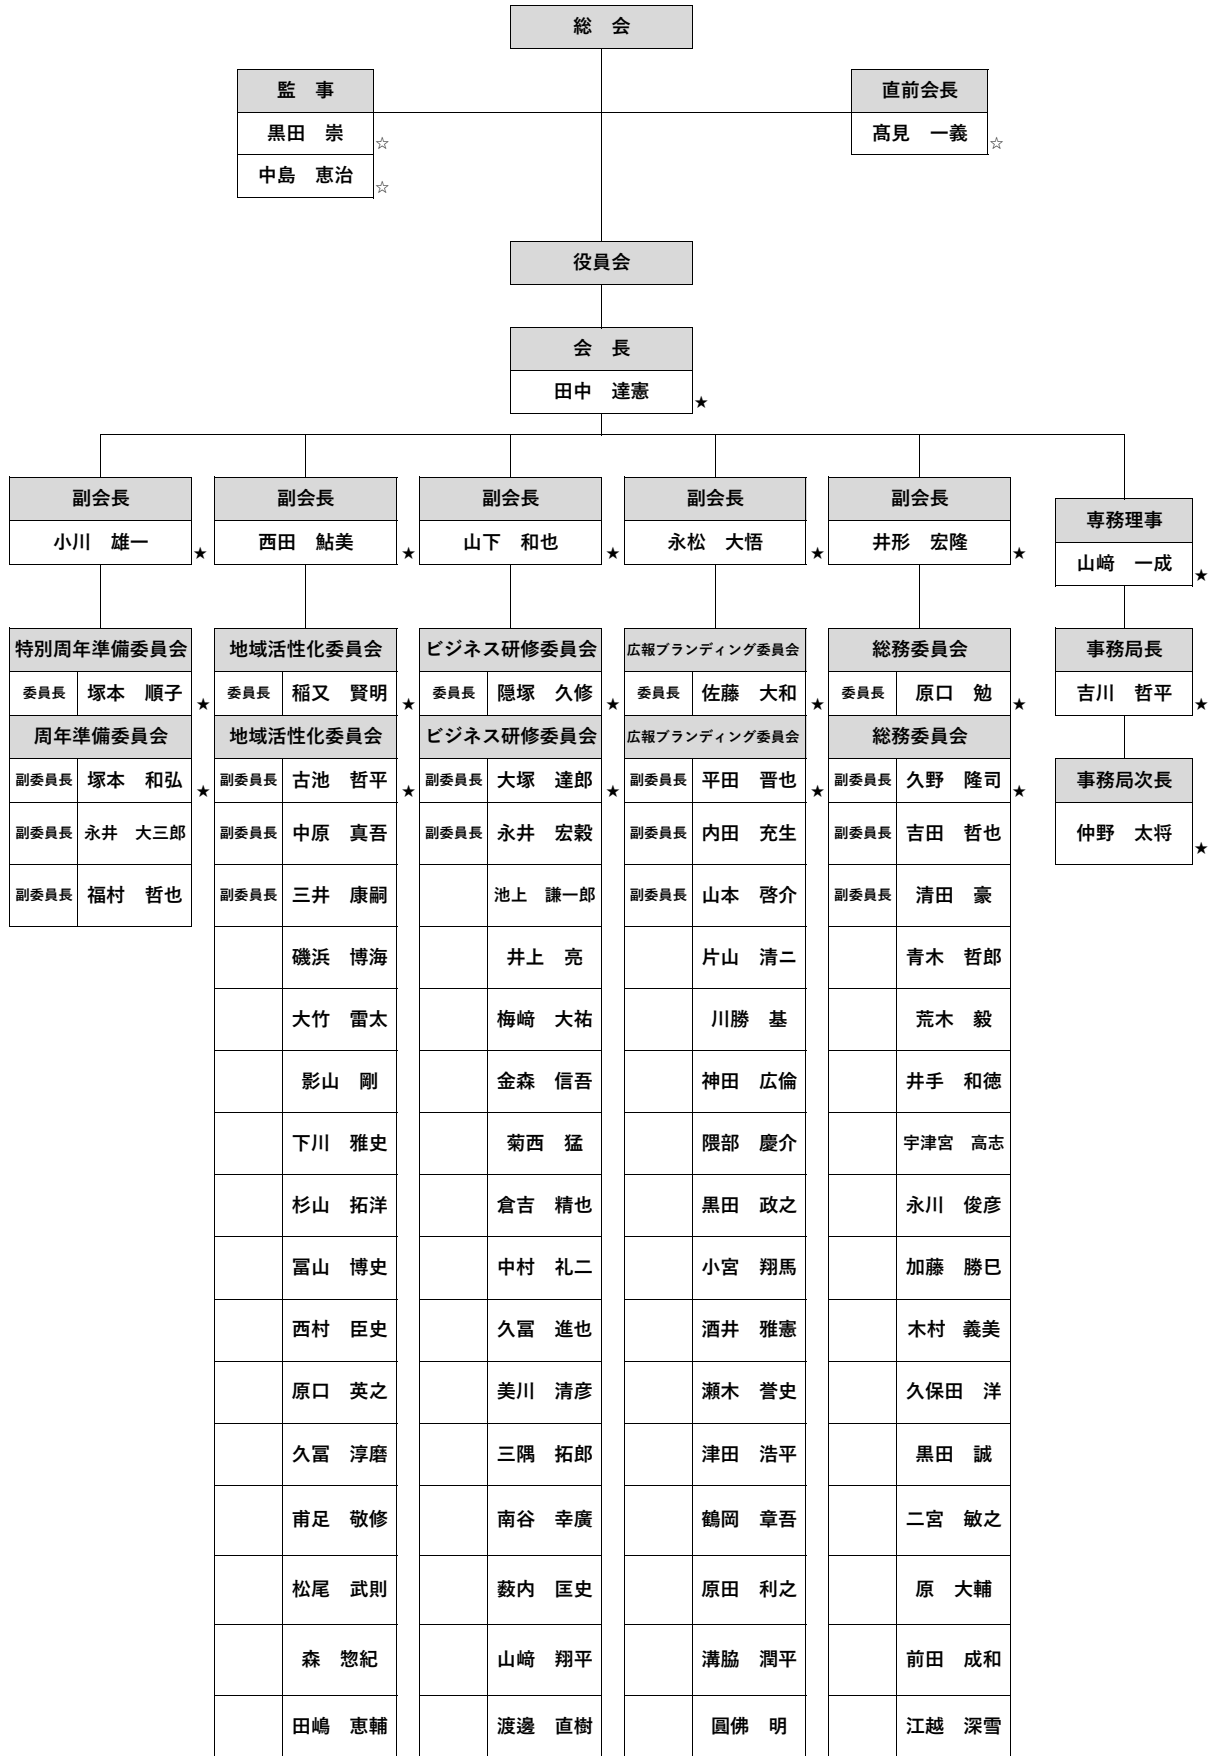 総　会
監　事
黒田　崇 ☆
中島　恵治 ☆
直前会長
髙見　一義 ☆
役員会
会　長
田中　達憲 ★
副会長
小川　雄一 ★
特別周年準備委員会
委員長 塚本　順子 ★
周年準備委員会
副委員長 塚本　和弘 ★
副委員長 永井　大三郎
副委員長 福村　哲也
副会長
西田　鮎美 ★
地域活性化委員会
委員長 稲又　賢明 ★
地域活性化委員会
副委員長 古池　哲平 ★
副委員長 中原　真吾
副委員長 三井　康嗣
磯浜　博海
大竹　雷太
影山　剛
下川　雅史
杉山　拓洋
冨山　博史
西村　臣史
原口　英之
久冨　淳磨
甫足　敬修
松尾　武則
森　惣紀
田嶋　恵輔
副会長
山下　和也 ★
ビジネス研修委員会
委員長 隠塚　久修 ★
ビジネス研修委員会
副委員長 大塚　達郎 ★
副委員長 永井　宏穀
池上　謙一郎
井上　亮
梅﨑　大祐
金森　信吾
菊西　猛
倉吉　精也
中村　礼二
久冨　進也
美川　清彦
三隅　拓郎
南谷　幸廣
薮内　匡史
山﨑　翔平
渡邊　直樹
副会長
永松　大悟 ★
広報ブランディング委員会
委員長 佐藤　大和 ★
広報ブランディング委員会
副委員長 平田　晋也 ★
副委員長 内田　充生
副委員長 山本　啓介
片山　清ニ
川勝　基
神田　広倫
隈部　慶介
黒田　政之
小宮　翔馬
酒井　雅憲
瀬木　誉史
津田　浩平
鶴岡　章吾
原田　利之
溝脇　潤平
圓佛　明
副会長
井形　宏隆 ★
総務委員会
委員長 原口　勉 ★
総務委員会
副委員長 久野　隆司 ★
副委員長 吉田　哲也
副委員長 清田　豪
青木　哲郎
荒木　毅
井手　和徳
宇津宮　高志
永川　俊彦
加藤　勝巳
木村　義美
久保田　洋
黒田　誠
二宮　敏之
原　大輔
前田　成和
江越　深雪
専務理事
山﨑　一成 ★
事務局長
吉川　哲平 ★
事務局次長
仲野　太将 ★